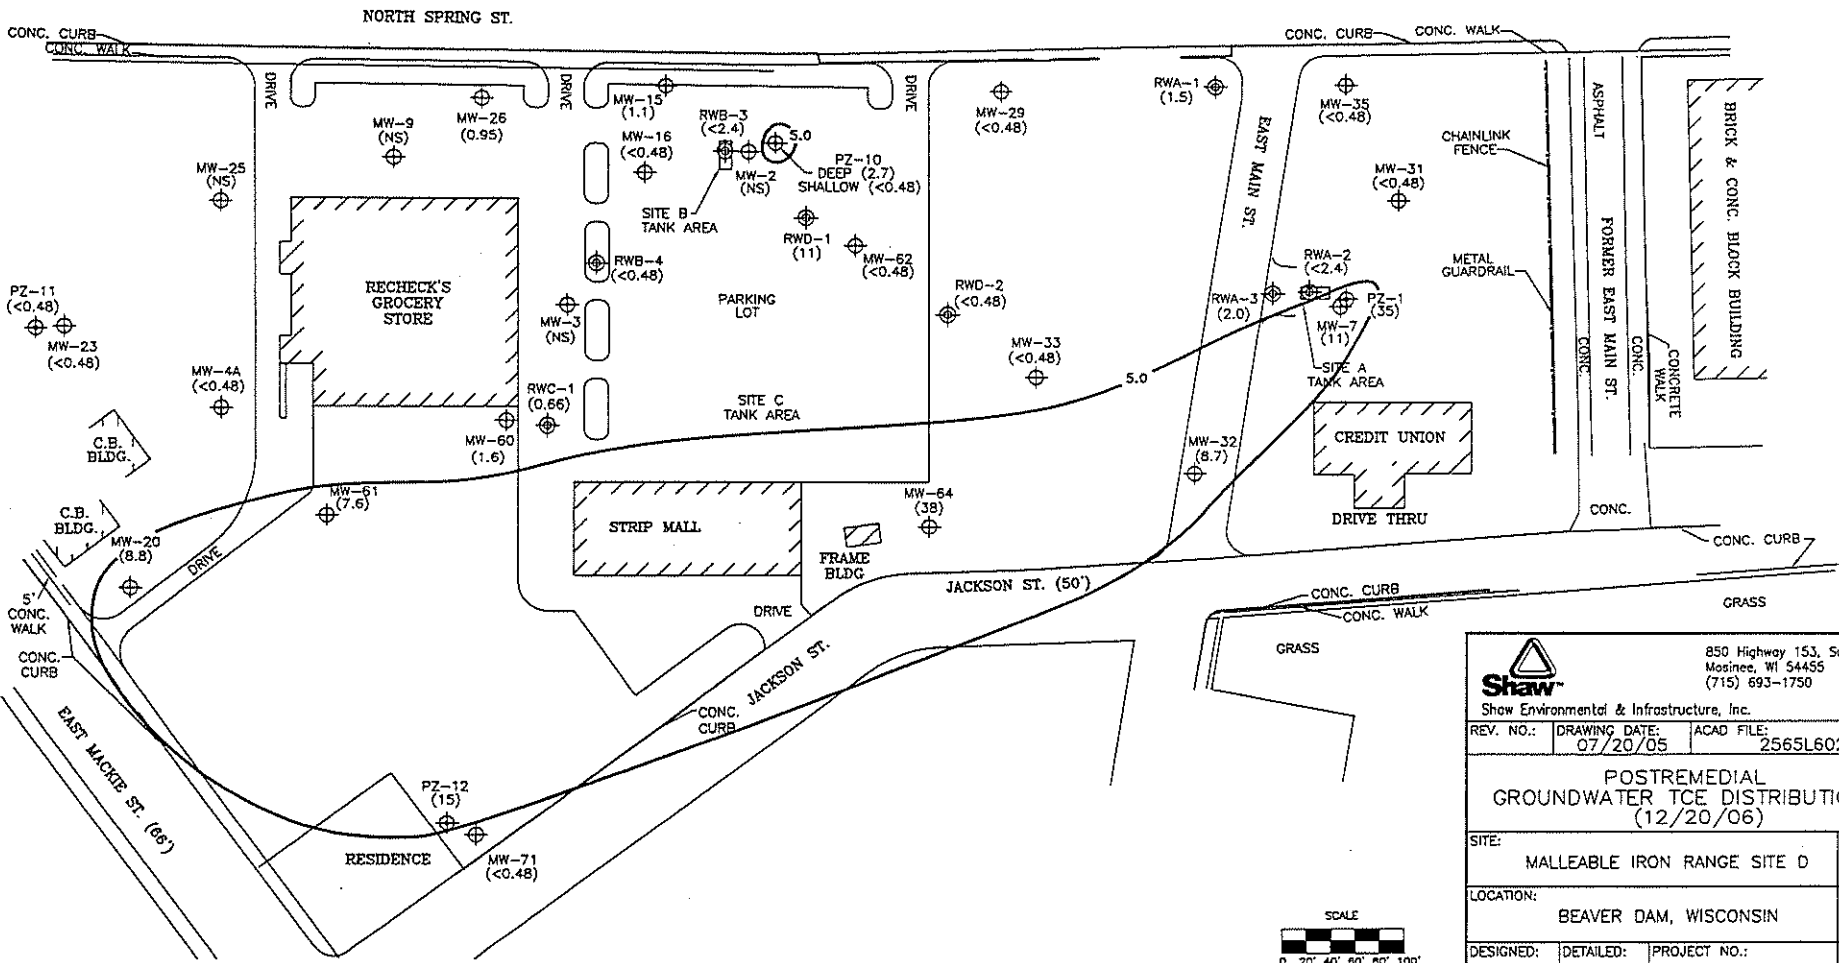 NORTH SPRING ST.
CONC. CURB
CONC. WALK
CONC. CURB
CONC. WALK
DRIVE
DRIVE
DRIVE
MW-26
(0.95)
MW-15
(1.1)
MW-9
(NS)
MW-16
(<0.48)
RWB-3
(<2.4)
MW-2
(NS)
5.0
PZ-10
DEEP (2.7)
SHALLOW (<0.48)
MW-29
(<0.48)
RWA-1
(1.5)
MW-35
(<0.48)
MW-31
(<0.48)
EAST MAIN ST.
CHAINLINK
FENCE
ASPHALT
BRICK & CONC. BLOCK BUILDING
FORMER EAST MAIN ST.
METAL
GUARDRAIL
CONC.
CONC.
CONCRETE
WALK
MW-25
(NS)
SITE B
TANK AREA
RWD-1
(11)
MW-62
(<0.48)
RWB-4
(<0.48)
RWA-2
(<2.4)
RWA-3
(2.0)
PZ-1
(35)
MW-7
(11)
SITE A
TANK AREA
PZ-11
(<0.48)
MW-23
(<0.48)
RECHECK'S
GROCERY
STORE
MW-3
(NS)
PARKING
LOT
RWD-2
(<0.48)
MW-33
(<0.48)
5.0
MW-4A
(<0.48)
RWC-1
(0.66)
SITE C
TANK AREA
MW-60
(1.6)
C.B.
BLDG.
CREDIT UNION
DRIVE THRU
MW-32
(8.7)
MW-61
(7.6)
MW-64
(38)
STRIP MALL
FRAME
BLDG
C.B.
BLDG.
MW-20
(8.8)
DRIVE
CONC.
CONC. CURB
JACKSON ST. (50')
CONC. CURB
CONC. WALK
GRASS
GRASS
5'
CONC.
WALK
CONC.
CURB
DRIVE
JACKSON ST.
CONC.
CURB
EAST MACKIE ST. (66')
PZ-12
(15)
RESIDENCE
MW-71
(<0.48)
SCALE
0 20' 40' 60' 80' 100'
850 Highway 153, 
Mosinee, WI 54455
(715) 693-1750
Shaw™
Shaw Environmental & Infrastructure, Inc.
REV. NO.: DRAWING DATE: ACAD FILE:
07/20/05 2565L602
POSTREMEDIAL
GROUNDWATER TCE DISTRIBUTIO
(12/20/06)
SITE:
MALLEABLE IRON RANGE SITE D
LOCATION:
BEAVER DAM, WISCONSIN
DESIGNED: DETAILED: PROJECT NO.: